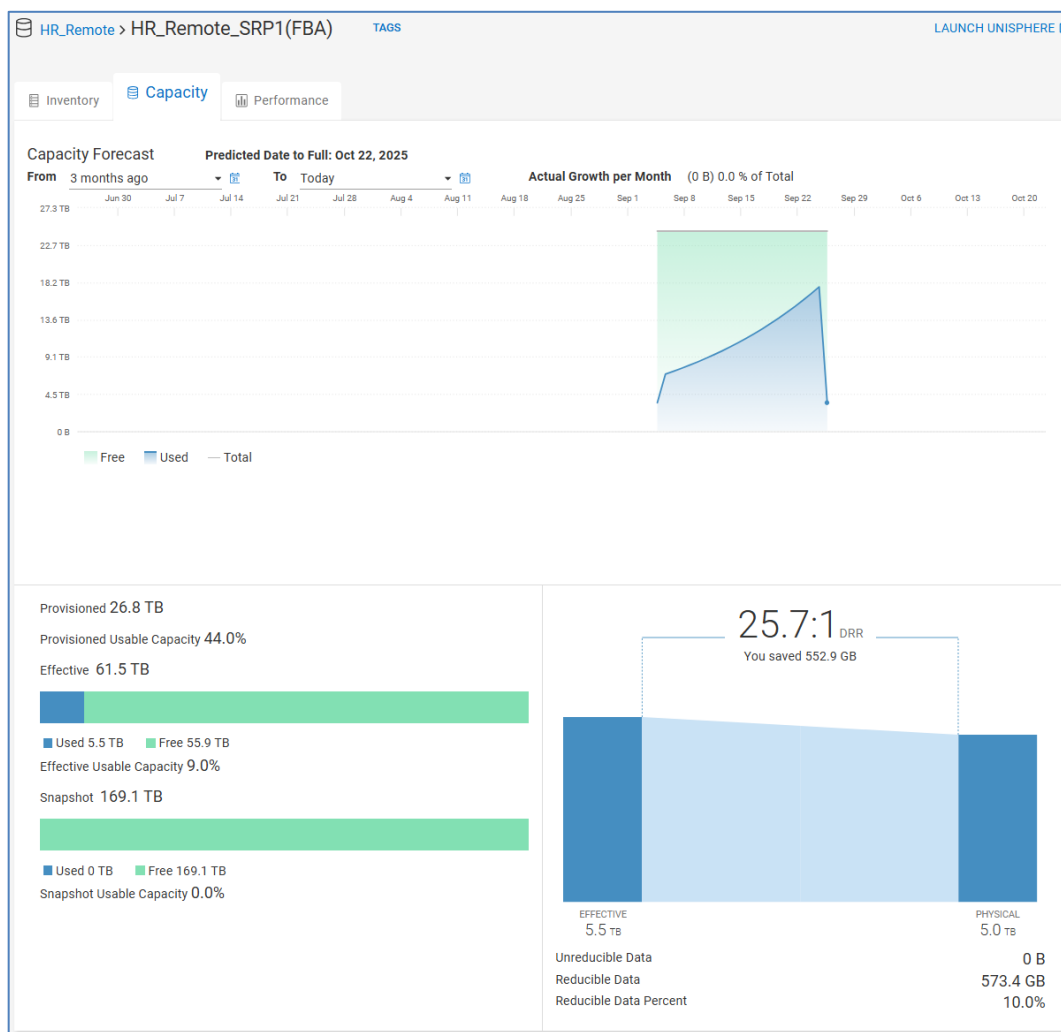 HR_Remote > HR_Remote_SRP1(FBA) TAGS LAUNCH UNISPHERE
Inventory Capacity Performance
Capacity Forecast Predicted Date to Full: Oct 22, 2025
From 3 months ago To Today Actual Growth per Month (0 B) 0.0 % of Total
Jun 30 Jul 7 Jul 14 Jul 21 Jul 28 Aug 4 Aug 11 Aug 18 Aug 25 Sep 1 Sep 8 Sep 15 Sep 22 Sep 29 Oct 6 Oct 13 Oct 20
27.3 TB
22.7 TB
18.2 TB
13.6 TB
9.1 TB
4.5 TB
0 B
Free Used Total
Provisioned 26.8 TB
Provisioned Usable Capacity 44.0%
Effective 61.5 TB
Used 5.5 TB Free 55.9 TB
Effective Usable Capacity 9.0%
Snapshot 169.1 TB
Used 0 TB Free 169.1 TB
Snapshot Usable Capacity 0.0%
25.7:1 DRR
You saved 552.9 GB
EFFECTIVE PHYSICAL
5.5 TB 5.0 TB
Unreducible Data 0 B
Reducible Data 573.4 GB
Reducible Data Percent 10.0%